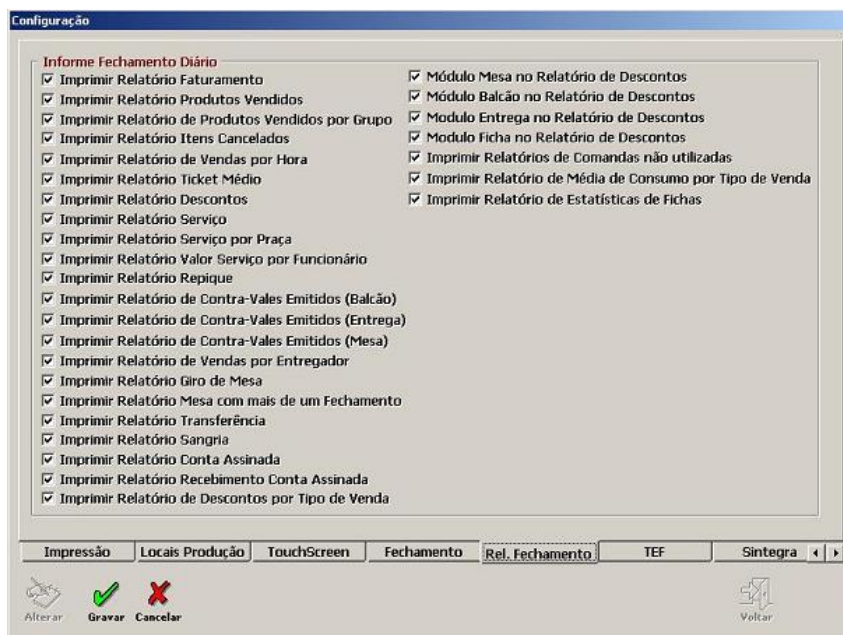 Configuração
Informe Fechamento Diário
Imprimir Relatório Faturamento
Imprimir Relatório Produtos Vendidos
Imprimir Relatório de Produtos Vendidos por Grupo
Imprimir Relatório Itens Cancelados
Imprimir Relatório de Vendas por Hora
Imprimir Relatório Ticket Médio
Imprimir Relatório Descontos
Imprimir Relatório Serviço
Imprimir Relatório Serviço por Praça
Imprimir Relatório Valor Serviço por Funcionário
Imprimir Relatório Repique
Imprimir Relatório de Contra-Vales Emitidos (Balcão)
Imprimir Relatório de Contra-Vales Emitidos (Entrega)
Imprimir Relatório de Contra-Vales Emitidos (Mesa)
Imprimir Relatório de Vendas por Entregador
Imprimir Relatório Giro de Mesa
Imprimir Relatório Mesa com mais de um Fechamento
Imprimir Relatório Transferência
Imprimir Relatório Sangria
Imprimir Relatório Conta Assinada
Imprimir Relatório Recebimento Conta Assinada
Imprimir Relatório de Descontos por Tipo de Venda
Módulo Mesa no Relatório de Descontos
Módulo Balcão no Relatório de Descontos
Modulo Entrega no Relatório de Descontos
Modulo Ficha no Relatório de Descontos
Imprimir Relatórios de Comandas não utilizadas
Imprimir Relatório de Média de Consumo por Tipo de Venda
Imprimir Relatório de Estatísticas de Fichas
Impressão Locais Produção TouchScreen Fechamento Rel. Fechamento TEF Sintegra
Alterar Gravar Cancelar Voltar